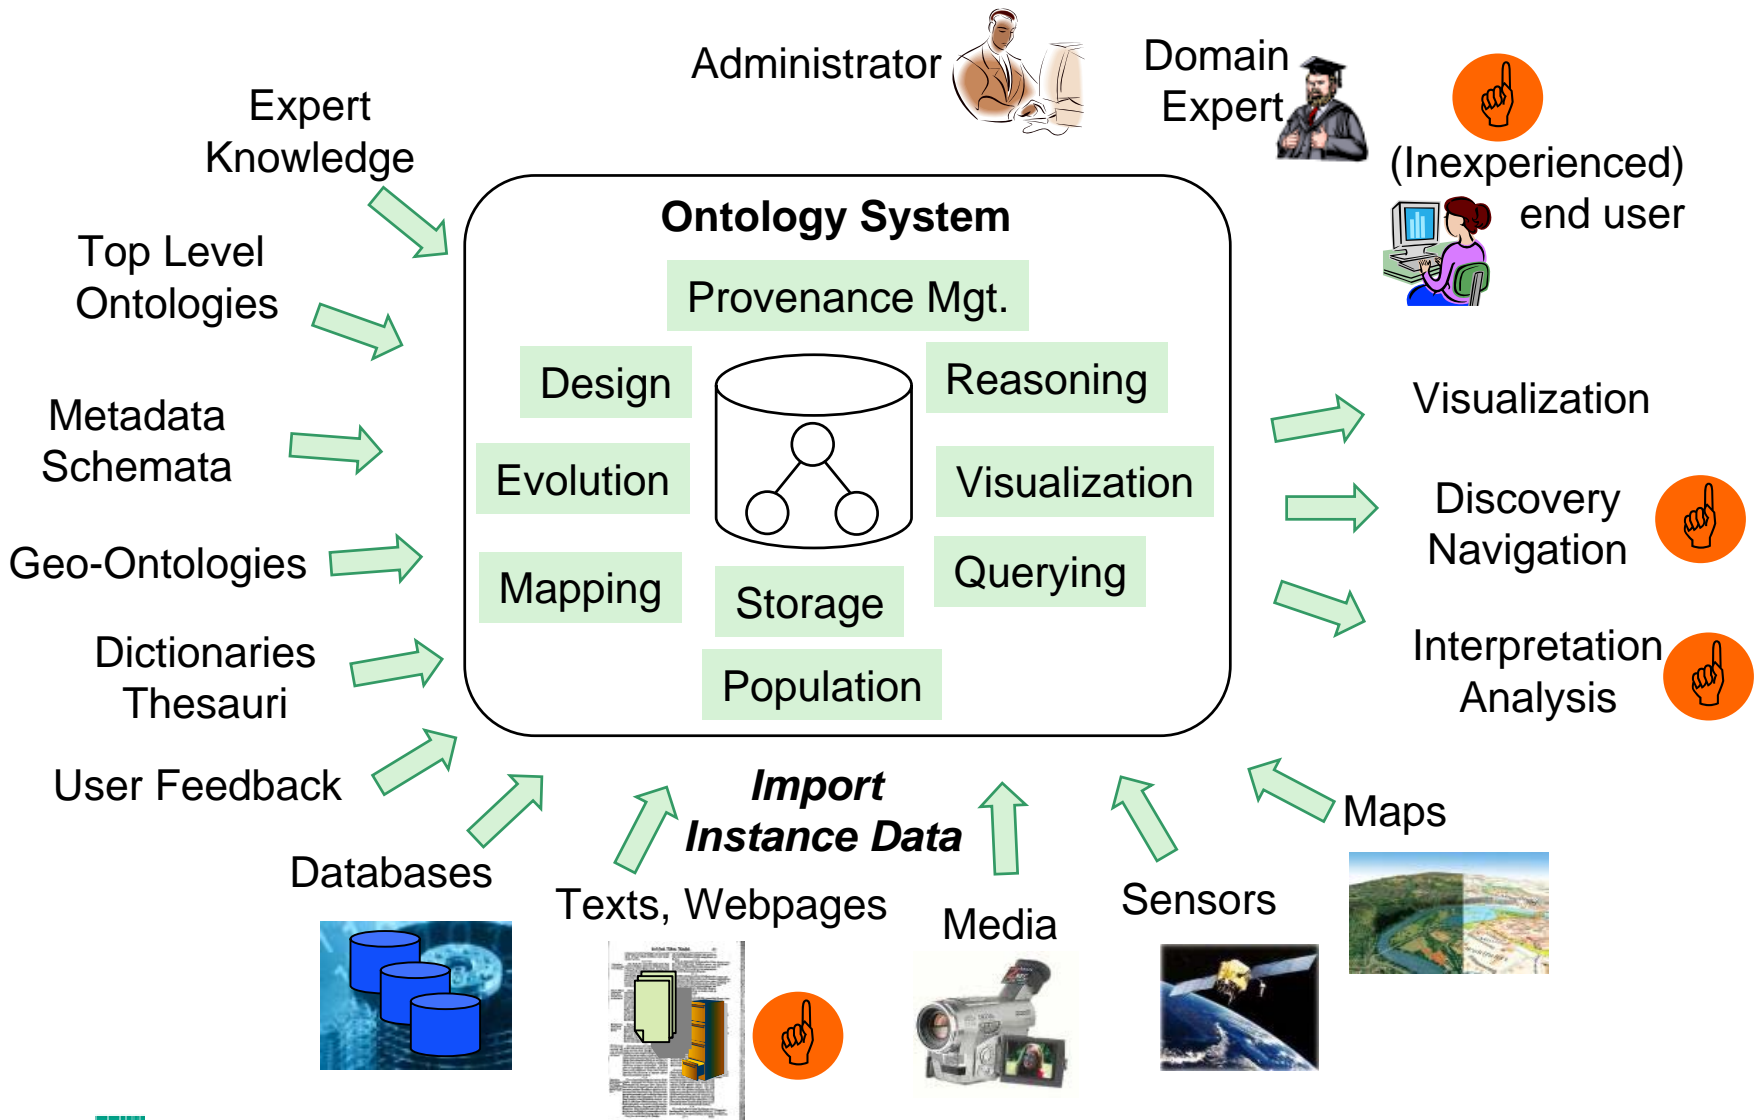 Administrator
Domain
Expert
(Inexperienced)
end user
Expert
Knowledge
Top Level
Ontologies
Metadata
Schemata
Geo-Ontologies
Dictionaries
Thesauri
User Feedback
Ontology System
Provenance Mgt.
Design
Reasoning
Evolution
Visualization
Mapping
Storage
Querying
Population
Visualization
Discovery
Navigation
Interpretation
Analysis
Import
Instance Data
Databases
Texts, Webpages
Media
Sensors
Maps